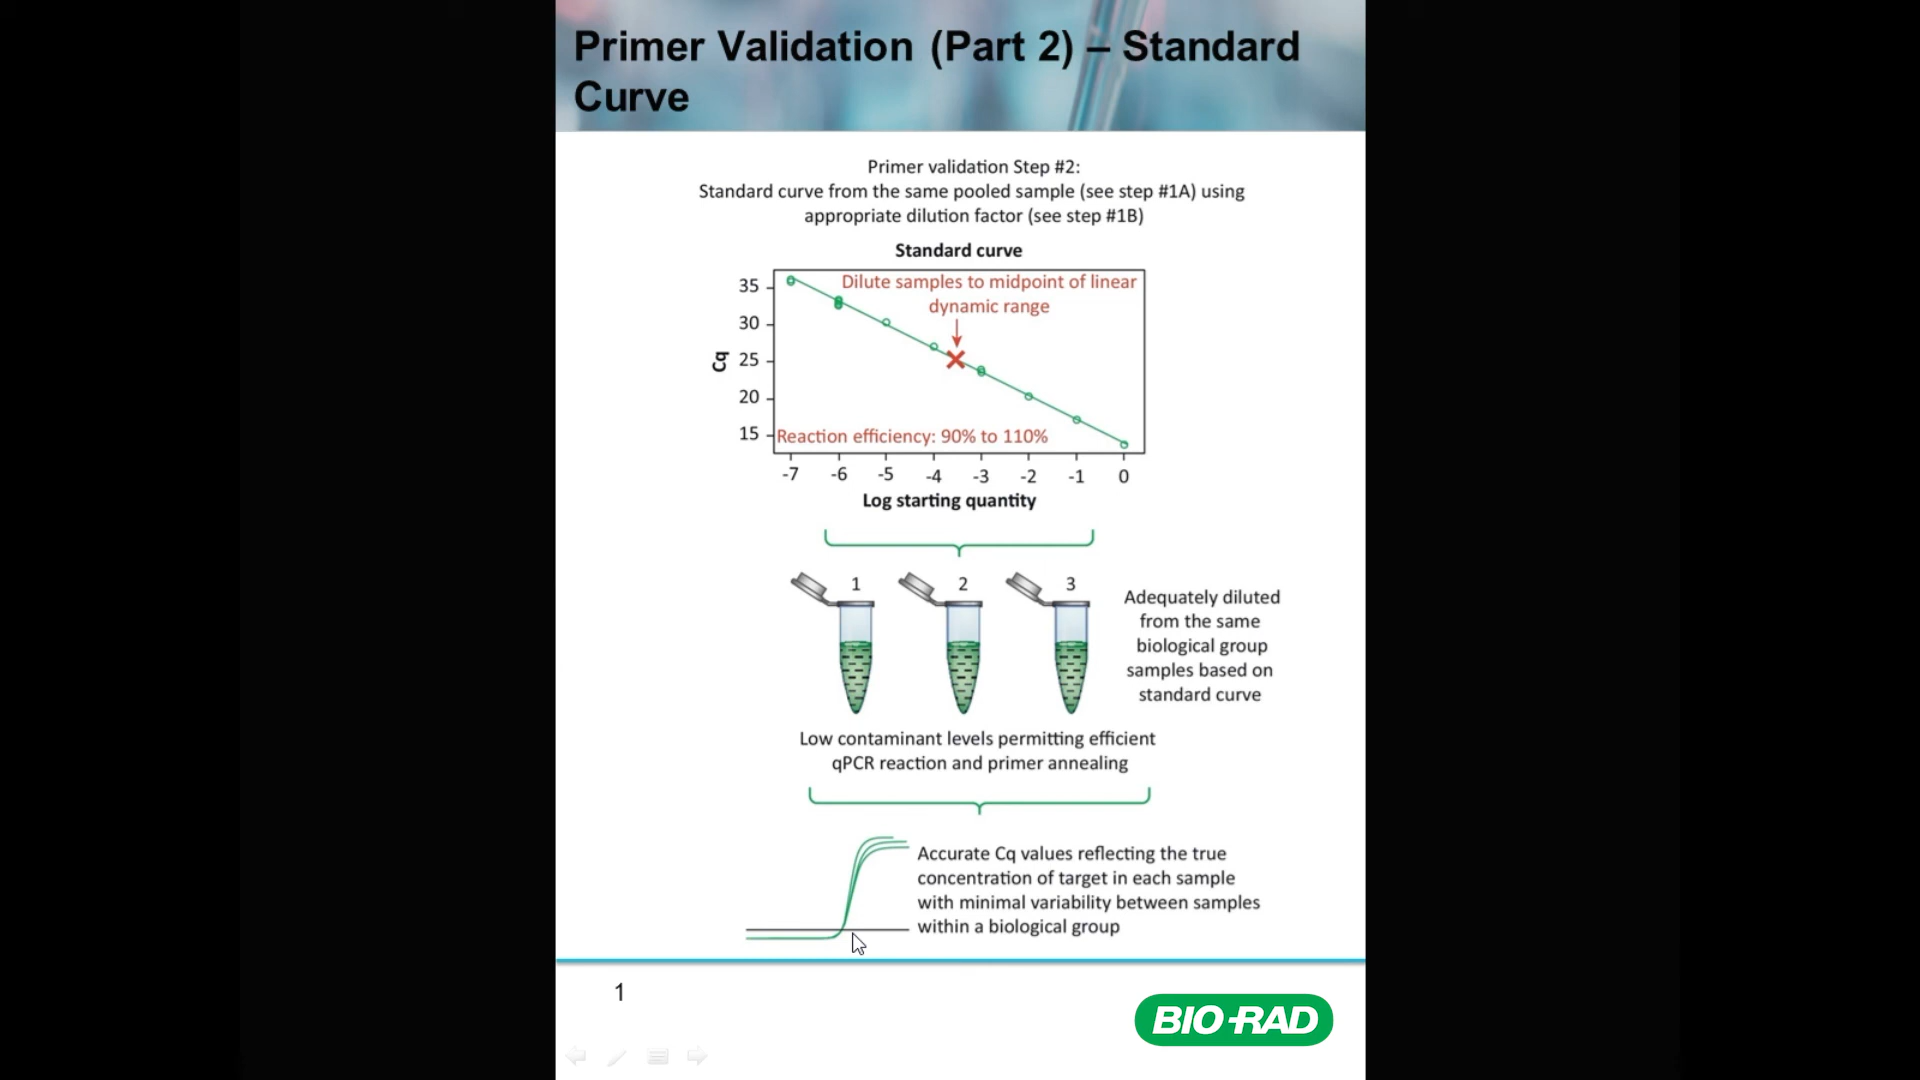 Primer Validation (Part 2) – Standard
Curve
Primer validation Step #2:
Standard curve from the same pooled sample (see step #1A) using
appropriate dilution factor (see step #1B)
Standard curve
Dilute samples to midpoint of linear
dynamic range
35
30
25
20
15
Cq
Reaction efficiency: 90% to 110%
-7 -6 -5 -4 -3 -2 -1 0
Log starting quantity
1 2 3
Adequately diluted
from the same
biological group
samples based on
standard curve
Low contaminant levels permitting efficient
qPCR reaction and primer annealing
Accurate Cq values reflecting the true
concentration of target in each sample
with minimal variability between samples
within a biological group
1
BIO-RAD